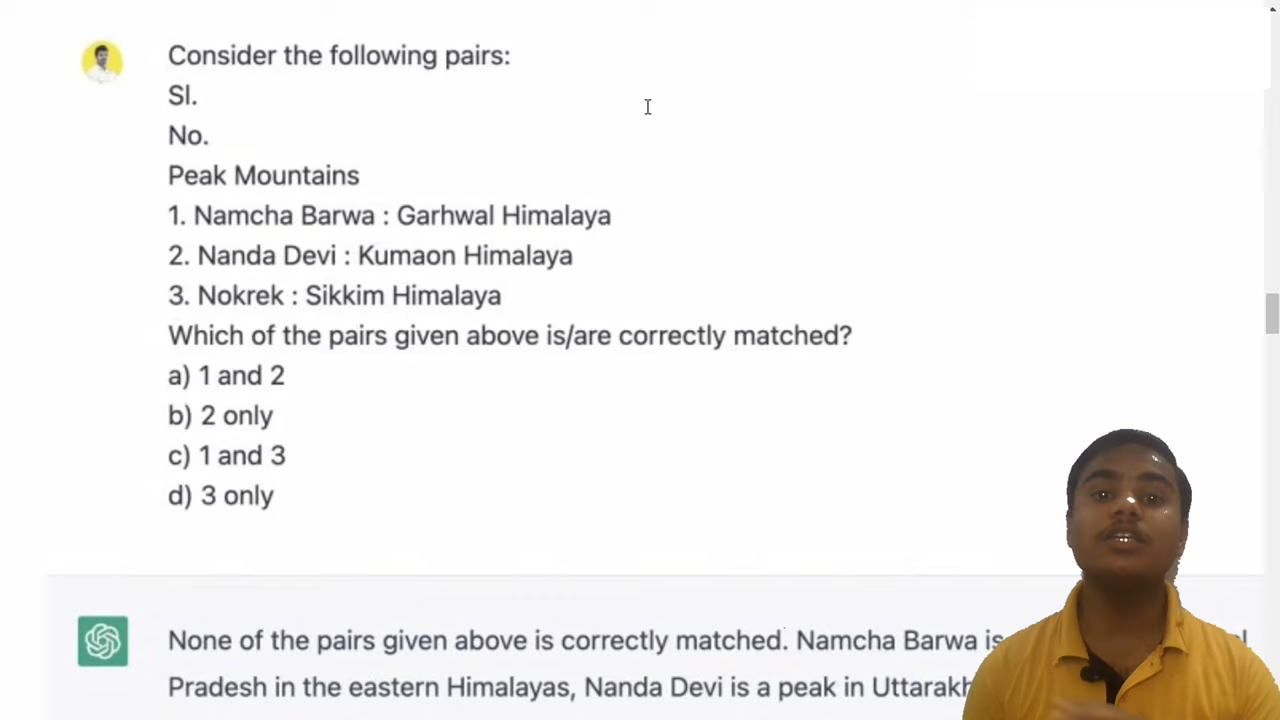 Consider the following pairs:
Sl.
No.
Peak Mountains
1. Namcha Barwa : Garhwal Himalaya
2. Nanda Devi : Kumaon Himalaya
3. Nokrek : Sikkim Himalaya
Which of the pairs given above is/are correctly matched?
a) 1 and 2
b) 2 only
c) 1 and 3
d) 3 only
None of the pairs given above is correctly matched. Namcha Barwa is
Pradesh in the eastern Himalayas, Nanda Devi is a peak in